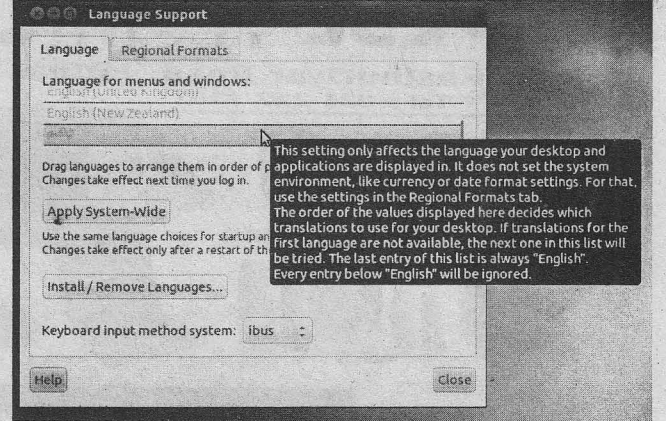 Language Support
Language
Regional Formats
Language for menus and windows:
English (United Kingdom)
English (New Zealand)
தமிழ்
This setting only affects the language your desktop and
applications are displayed in. It does not set the system
environment, like currency or date format settings. For that,
use the settings in the Regional Formats tab.
The order of the values displayed here decides which
translations to use for your desktop. If translations for the
first language are not available, the next one in this list will
be tried. The last entry of this list is always "English".
Every entry below "English" will be ignored.
Drag languages to arrange them in order of p
Changes take effect next time you log in.
Apply System-Wide
Use the same language choices for startup an
Changes take effect only after a restart of th
Install / Remove Languages...
Keyboard input method system: ibus
Help
Close